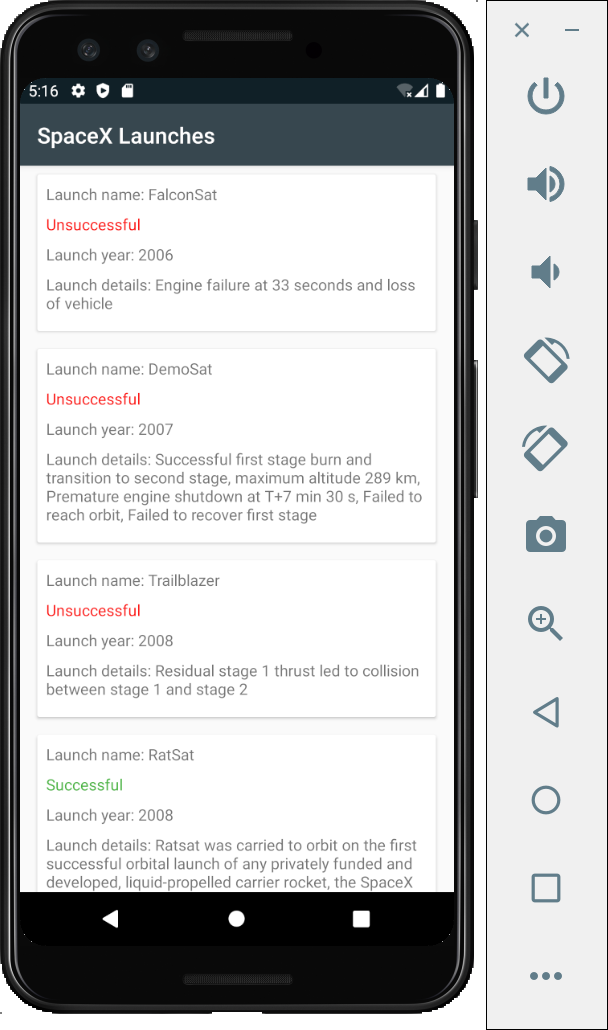 5:16
SpaceX Launches
Launch name: FalconSat
Unsuccessful
Launch year: 2006
Launch details: Engine failure at 33 seconds and loss
of vehicle
Launch name: DemoSat
Unsuccessful
Launch year: 2007
Launch details: Successful first stage burn and
transition to second stage, maximum altitude 289 km,
Premature engine shutdown at T+7 min 30 s, Failed to
reach orbit, Failed to recover first stage
Launch name: Trailblazer
Unsuccessful
Launch year: 2008
Launch details: Residual stage 1 thrust led to collision
between stage 1 and stage 2
Launch name: RatSat
Successful
Launch year: 2008
Launch details: Ratsat was carried to orbit on the first
successful orbital launch of any privately funded and
developed, liquid-propelled carrier rocket, the SpaceX